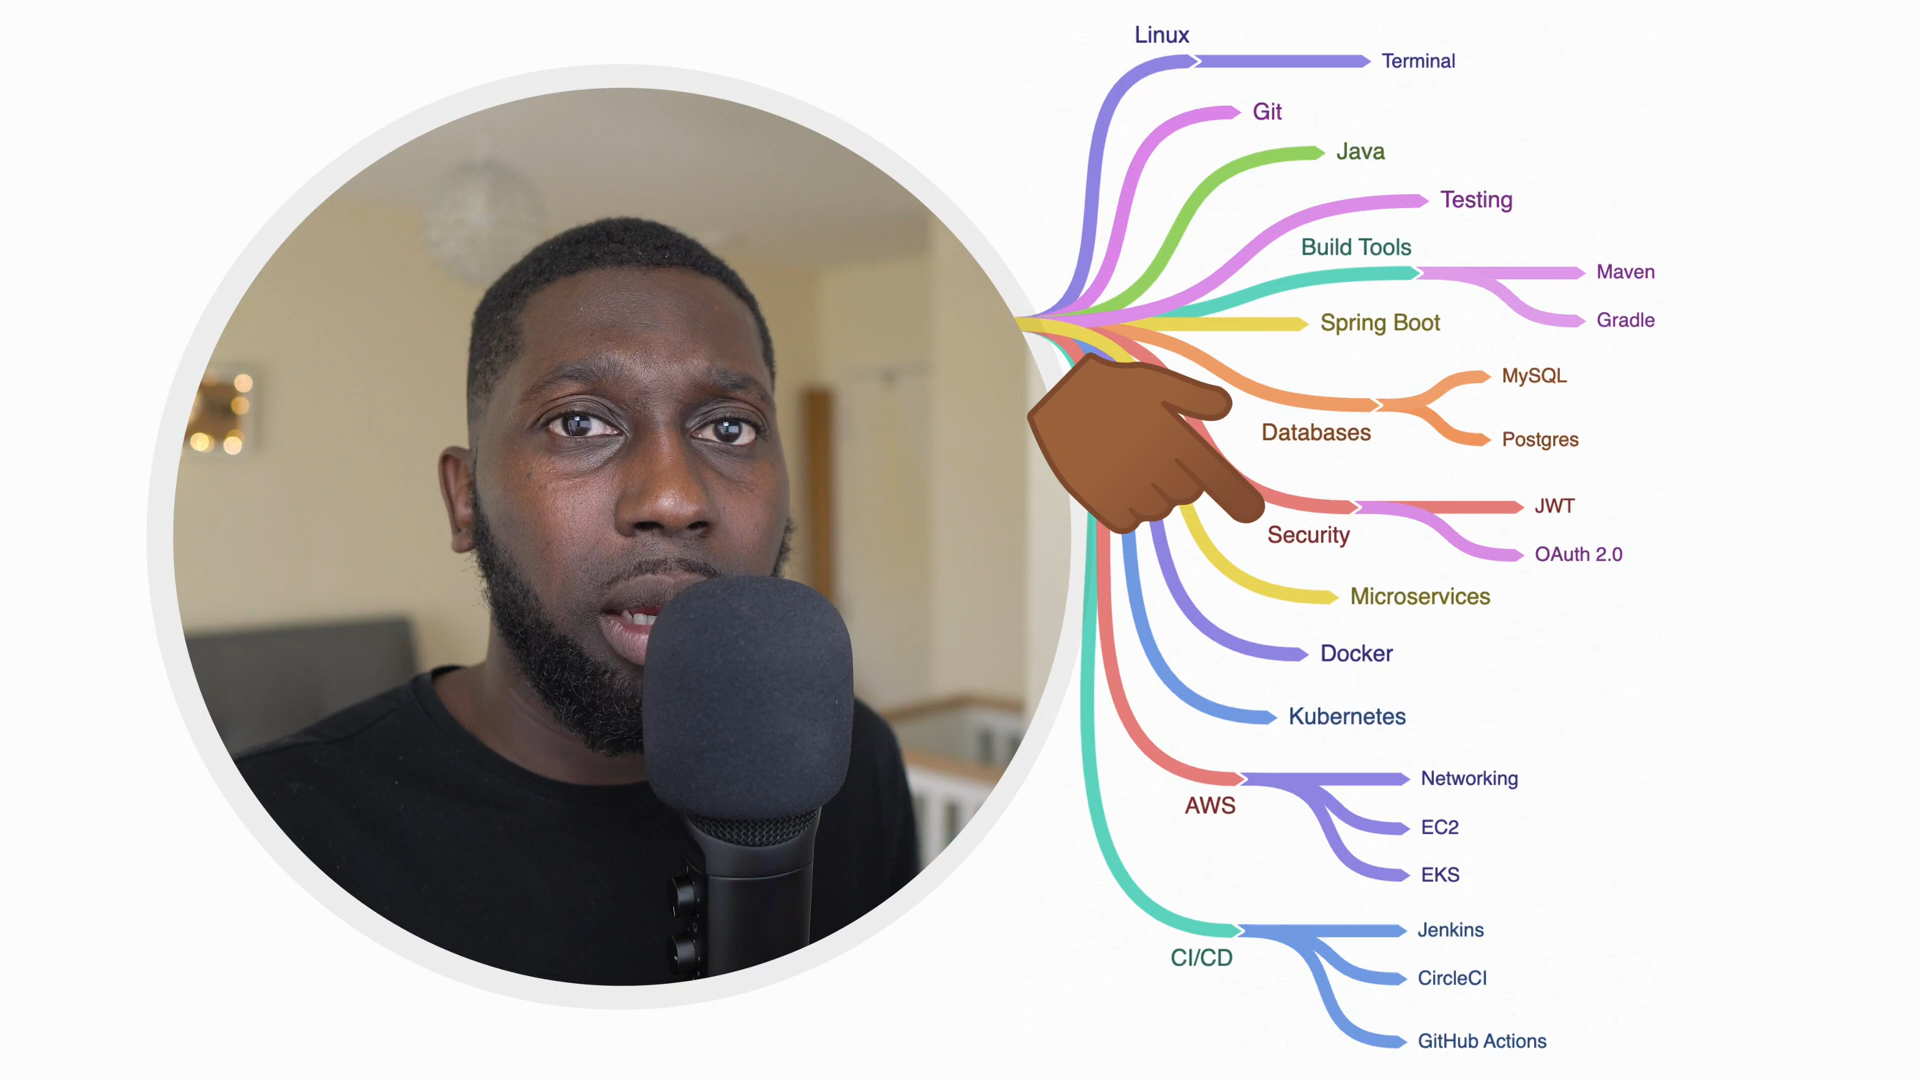 Linux
Terminal
Git
Java
Testing
Build Tools
Maven
Gradle
Spring Boot
Databases
MySQL
Postgres
Security
JWT
OAuth 2.0
Microservices
Docker
Kubernetes
AWS
Networking
EC2
EKS
CI/CD
Jenkins
CircleCI
GitHub Actions